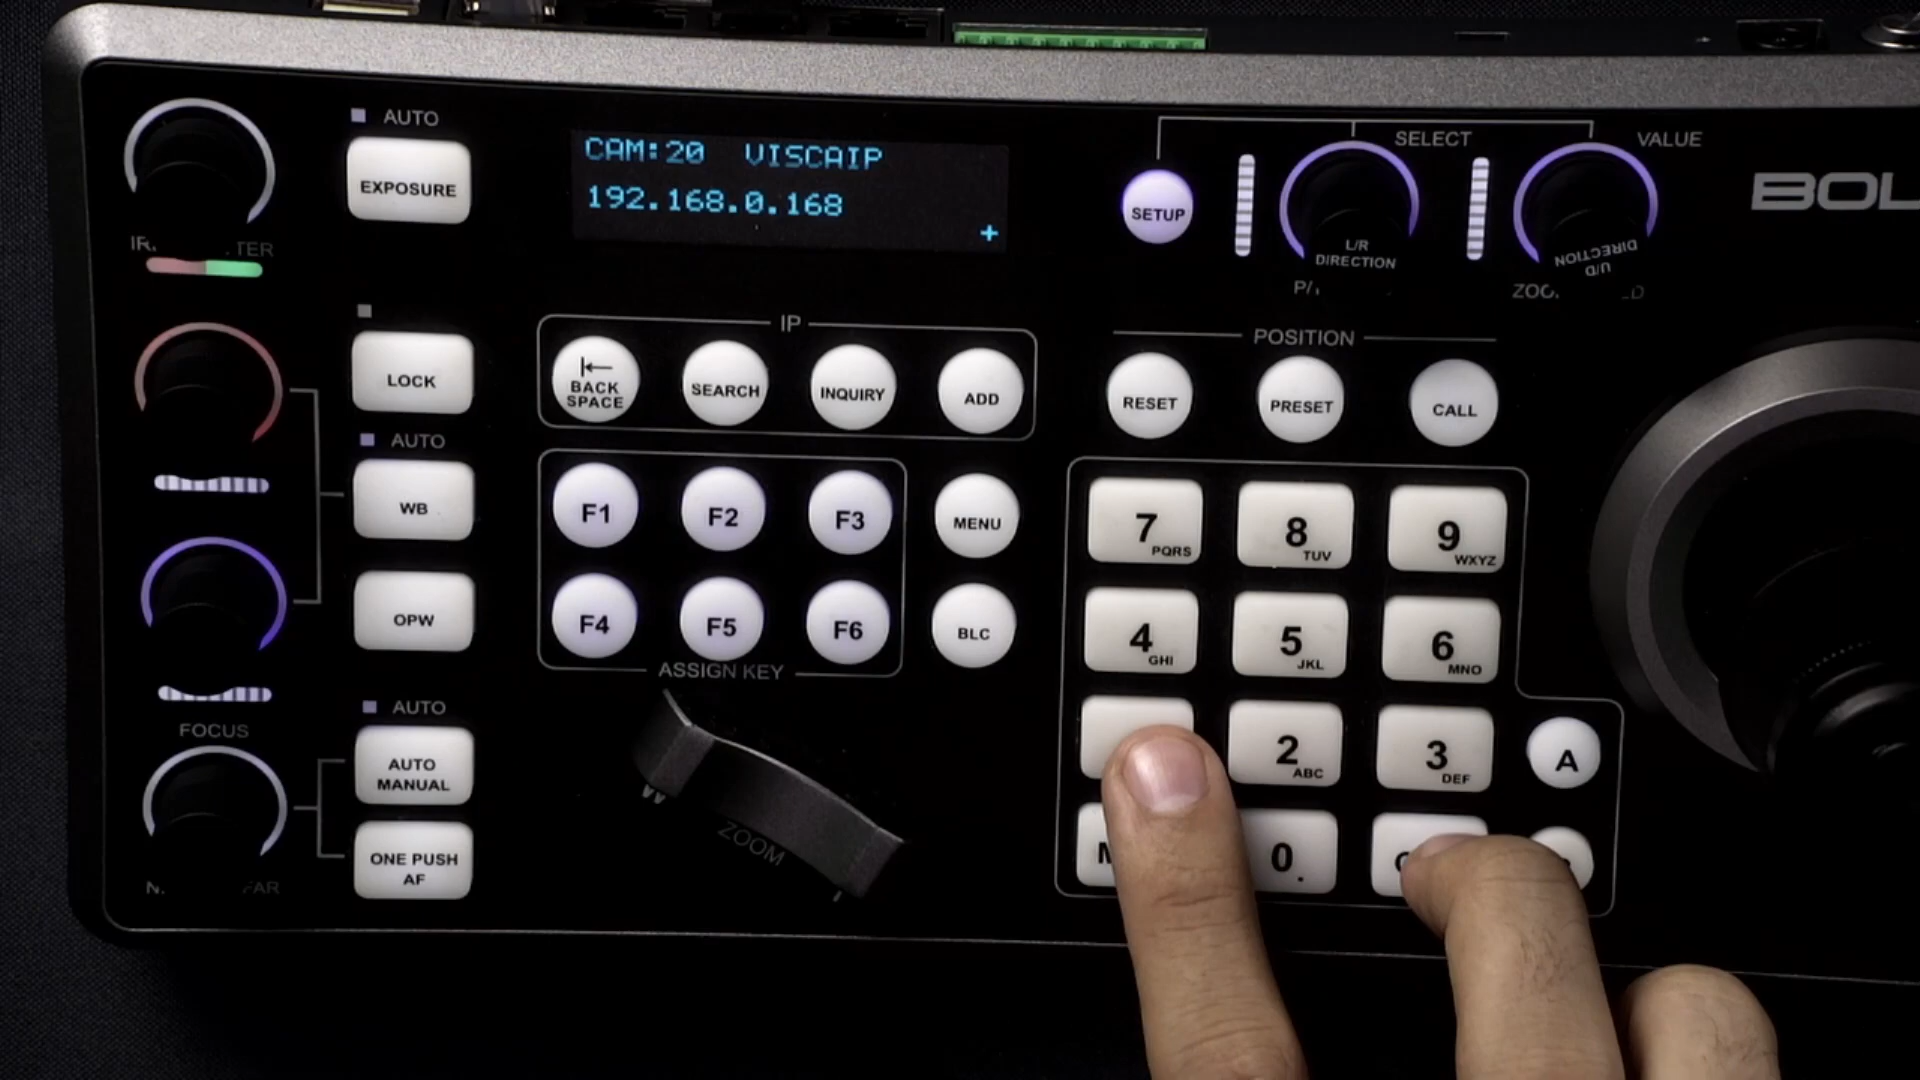 AUTO
EXPOSURE
CAM:20 VISCAIP
192.168.0.168
+
SELECT
VALUE
SETUP
L/R
DIRECTION
U/D
DIRECTION
LOCK
IP
BACK
SPACE
SEARCH
INQUIRY
ADD
POSITION
RESET
PRESET
CALL
AUTO
WB
F1
F2
F3
MENU
7 PQRS
8 TUV
9 WXYZ
OPW
F4
F5
F6
BLC
4 GHI
5 JKL
6 MNO
ASSIGN KEY
AUTO
FOCUS
AUTO
MANUAL
W
ZOOM
2 ABC
3 DEF
A
ONE PUSH
AF
FAR
0 .